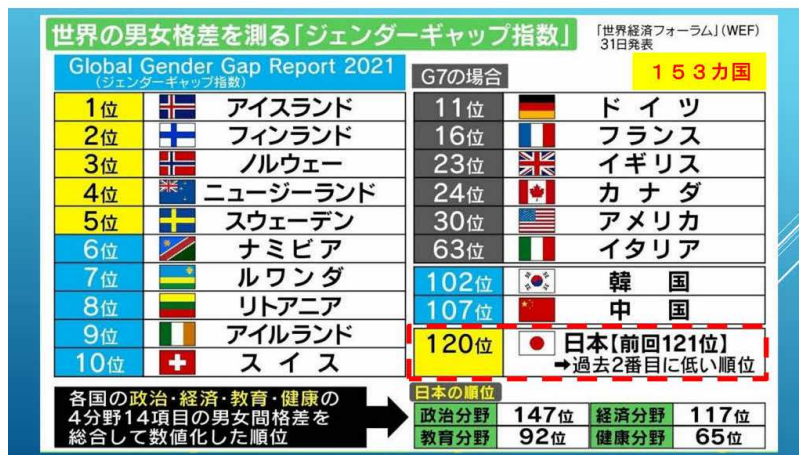 世界の男女格差を測る「ジェンダーギャップ指数」
「世界経済フォーラム」(WEF)
31日発表
Global Gender Gap Report 2021
(ジェンダーギャップ指数)
1位 アイスランド
2位 フィンランド
3位 ノルウェー
4位 ニュージーランド
5位 スウェーデン
6位 ナミビア
7位 ルワンダ
8位 リトアニア
9位 アイルランド
10位 スイス
G7の場合
153カ国
11位 ドイツ
16位 フランス
23位 イギリス
24位 カナダ
30位 アメリカ
63位 イタリア
102位 韓国
107位 中国
120位 日本【前回121位】
➡過去2番目に低い順位
各国の政治・経済・教育・健康の
4分野14項目の男女間格差を
総合して数値化した順位
日本の順位
政治分野 147位 経済分野 117位
教育分野 92位 健康分野 65位